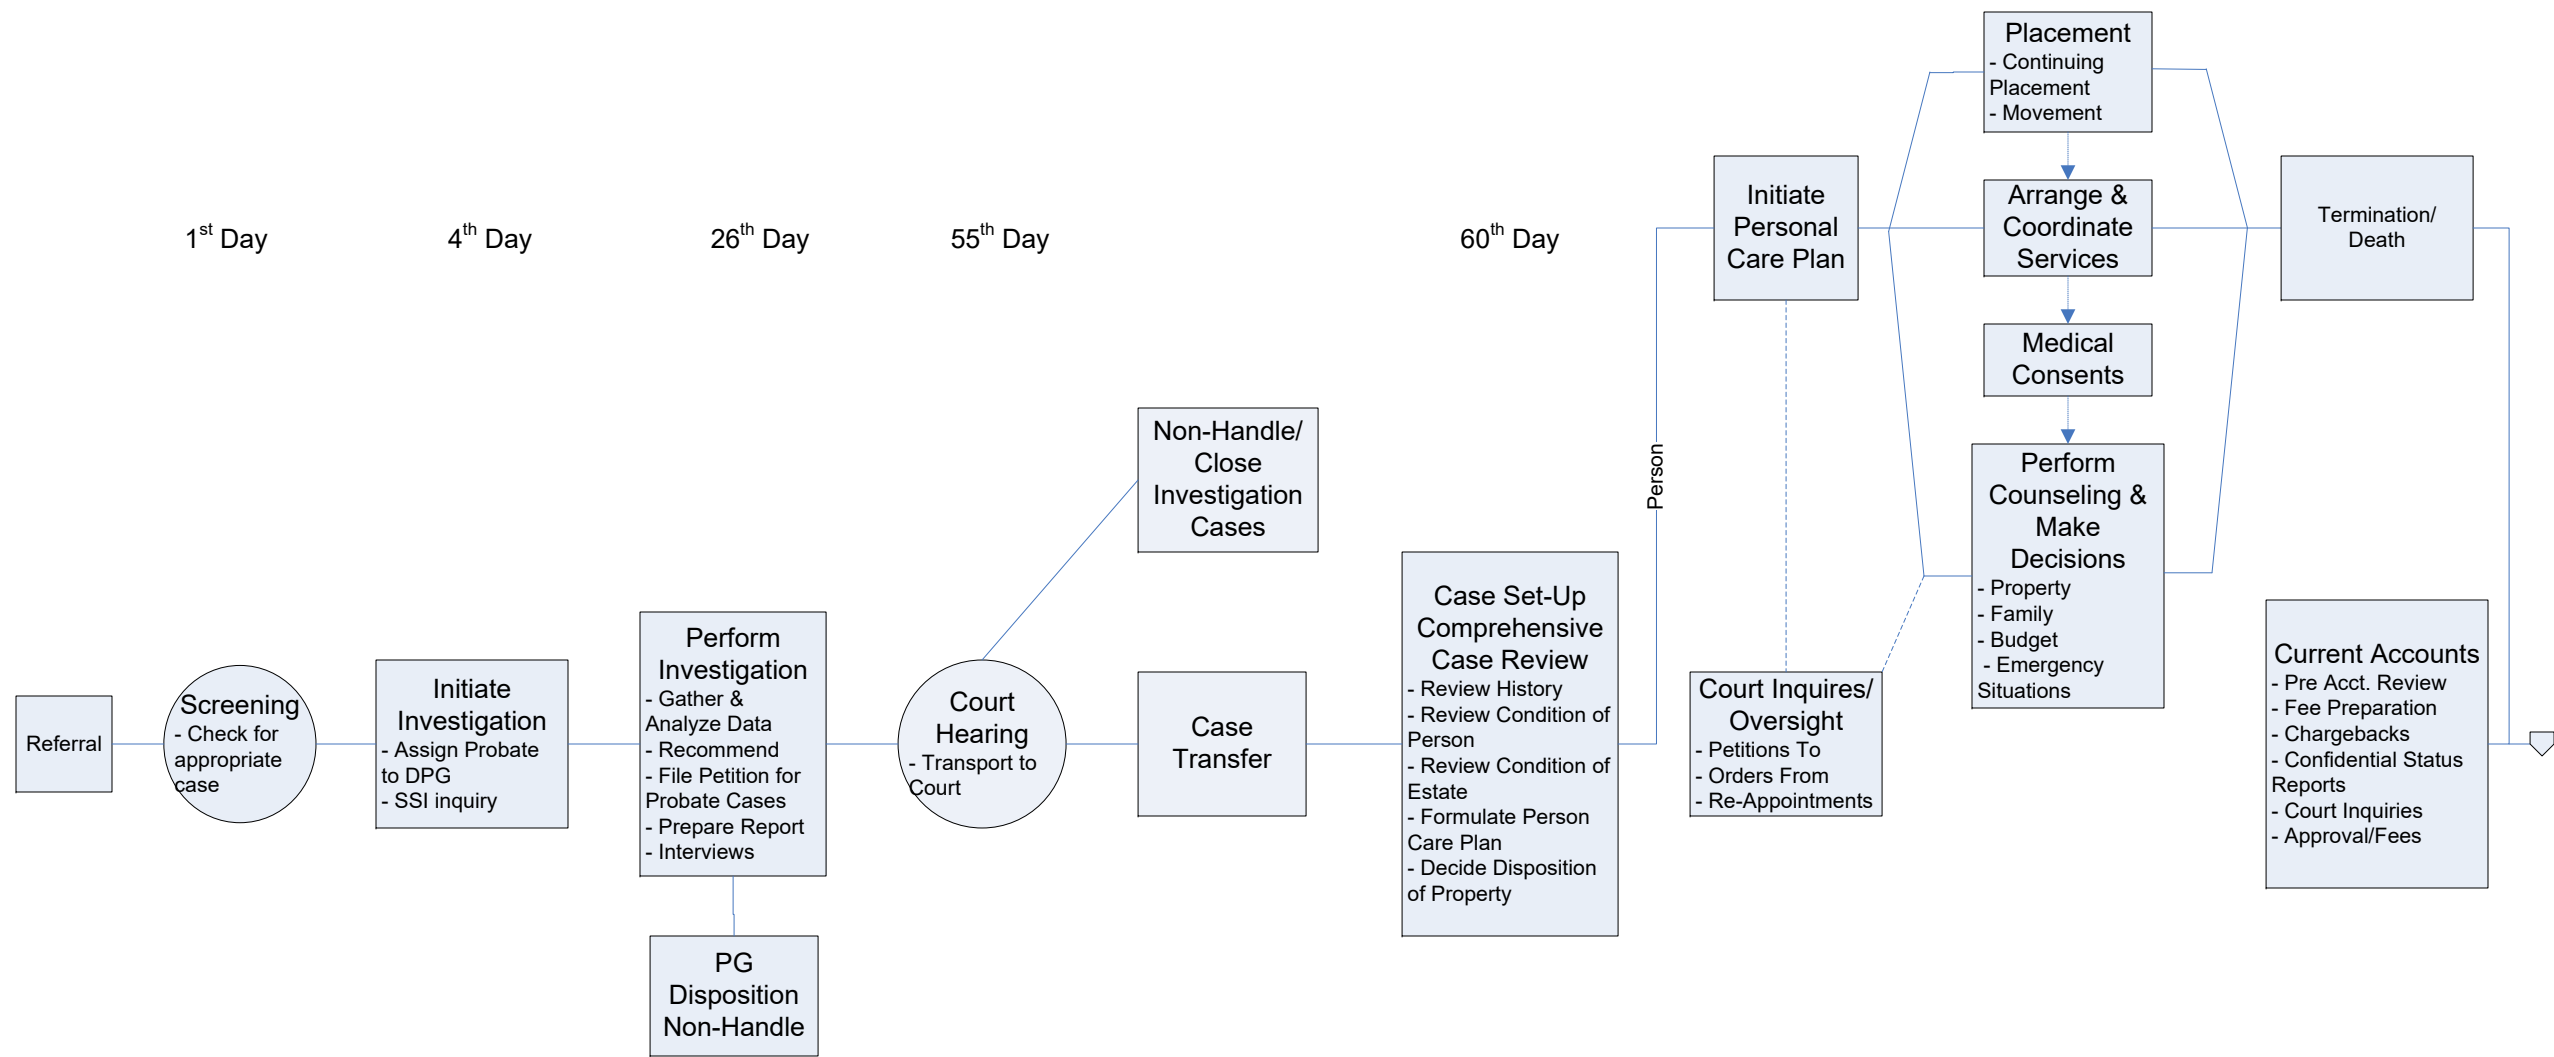 1st Day
4th Day
26th Day
55th Day
60th Day
Referral
Screening
- Check for
appropriate
case
Initiate
Investigation
- Assign Probate
to DPG
- SSI inquiry
Perform
Investigation
- Gather &
Analyze Data
- Recommend
- File Petition for
Probate Cases
- Prepare Report
- Interviews
PG
Disposition
Non-Handle
Court
Hearing
- Transport to
Court
Non-Handle/
Close
Investigation
Cases
Case
Transfer
Case Set-Up
Comprehensive
Case Review
- Review History
- Review Condition of
Person
- Review Condition of
Estate
- Formulate Person
Care Plan
- Decide Disposition
of Property
Person
Initiate
Personal
Care Plan
Court Inquires/
Oversight
- Petitions To
- Orders From
- Re-Appointments
Placement
- Continuing
Placement
- Movement
Arrange &
Coordinate
Services
Medical
Consents
Perform
Counseling &
Make
Decisions
- Property
- Family
- Budget
- Emergency
Situations
Termination/
Death
Current Accounts
- Pre Acct. Review
- Fee Preparation
- Chargebacks
- Confidential Status
Reports
- Court Inquiries
- Approval/Fees